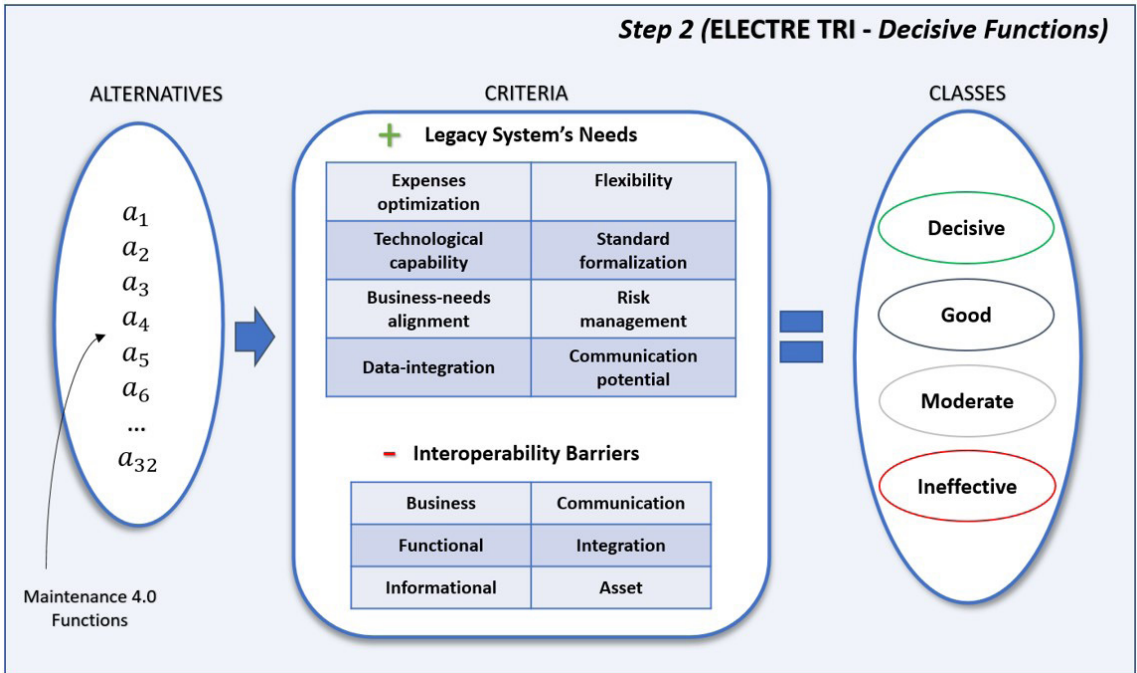 Step 2 (ELECTRE TRI - Decisive Functions)
ALTERNATIVES
CRITERIA
CLASSES
a1
a2
a3
a4
a5
a6
...
a32
Maintenance 4.0
Functions
+ Legacy System's Needs
Expenses
optimization
Flexibility
Technological
capability
Standard
formalization
Business-needs
alignment
Risk
management
Data-integration
Communication
potential
- Interoperability Barriers
Business
Communication
Functional
Integration
Informational
Asset
=
Decisive
Good
Moderate
Ineffective